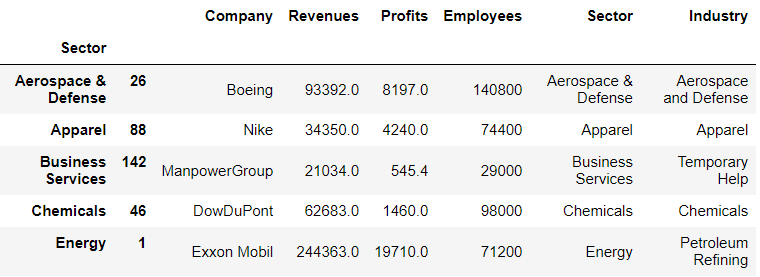 Company Revenues Profits Employees Sector Industry
Sector
Aerospace & Defense 26 Boeing 93392.0 8197.0 140800 Aerospace & Defense Aerospace and Defense
Apparel 88 Nike 34350.0 4240.0 74400 Apparel Apparel
Business Services 142 ManpowerGroup 21034.0 545.4 29000 Business Services Temporary Help
Chemicals 46 DowDuPont 62683.0 1460.0 98000 Chemicals Chemicals
Energy 1 Exxon Mobil 244363.0 19710.0 71200 Energy Petroleum Refining